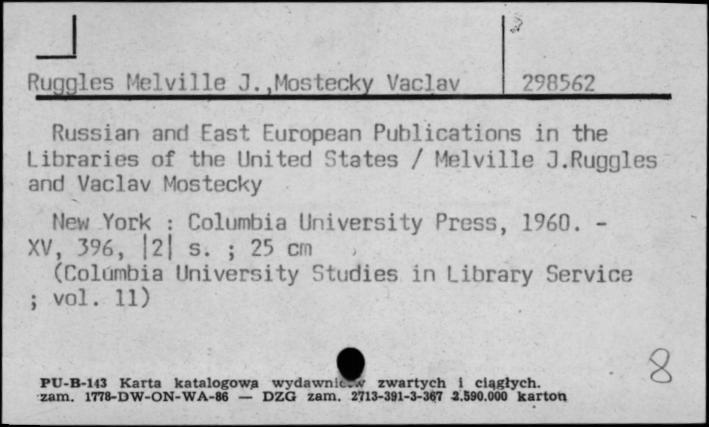 Ruggles Melville J.,Mostecky Vaclav 298562
Russian and East European Publications in the
Libraries of the United States / Melville J.Ruggles
and Vaclav Mostecky
New York : Columbia University Press, 1960. -
XV, 396, |2| s. ; 25 cm
(Columbia University Studies in Library Service
; vol. 11)
8
PU-B-143 Karta katalogowa wydawnictw zwartych i ciągłych.
zam. 1778-DW-ON-WA-86 — DZG zam. 2713-391-3-367 2.590.000 karton